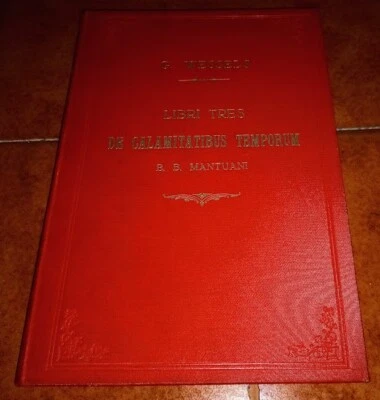 G. WESSELS
LIBRI TRES
DE CALAMITATIBUS TEMPORUM
B. B. MANTUANI